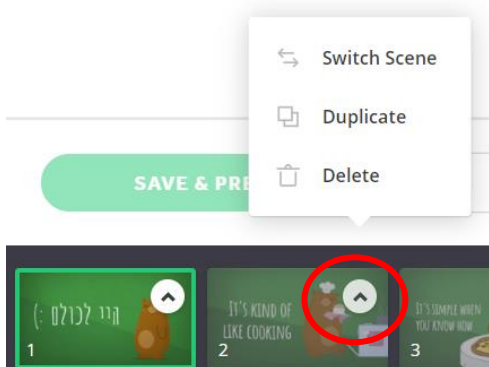 Switch Scene
Duplicate
Delete
SAVE & PRE
היי לכולם :)
1
IT'S KIND OF
LIKE COOKING
2
IT'S SIMPLE WHEN
YOU KNOW HOW
3